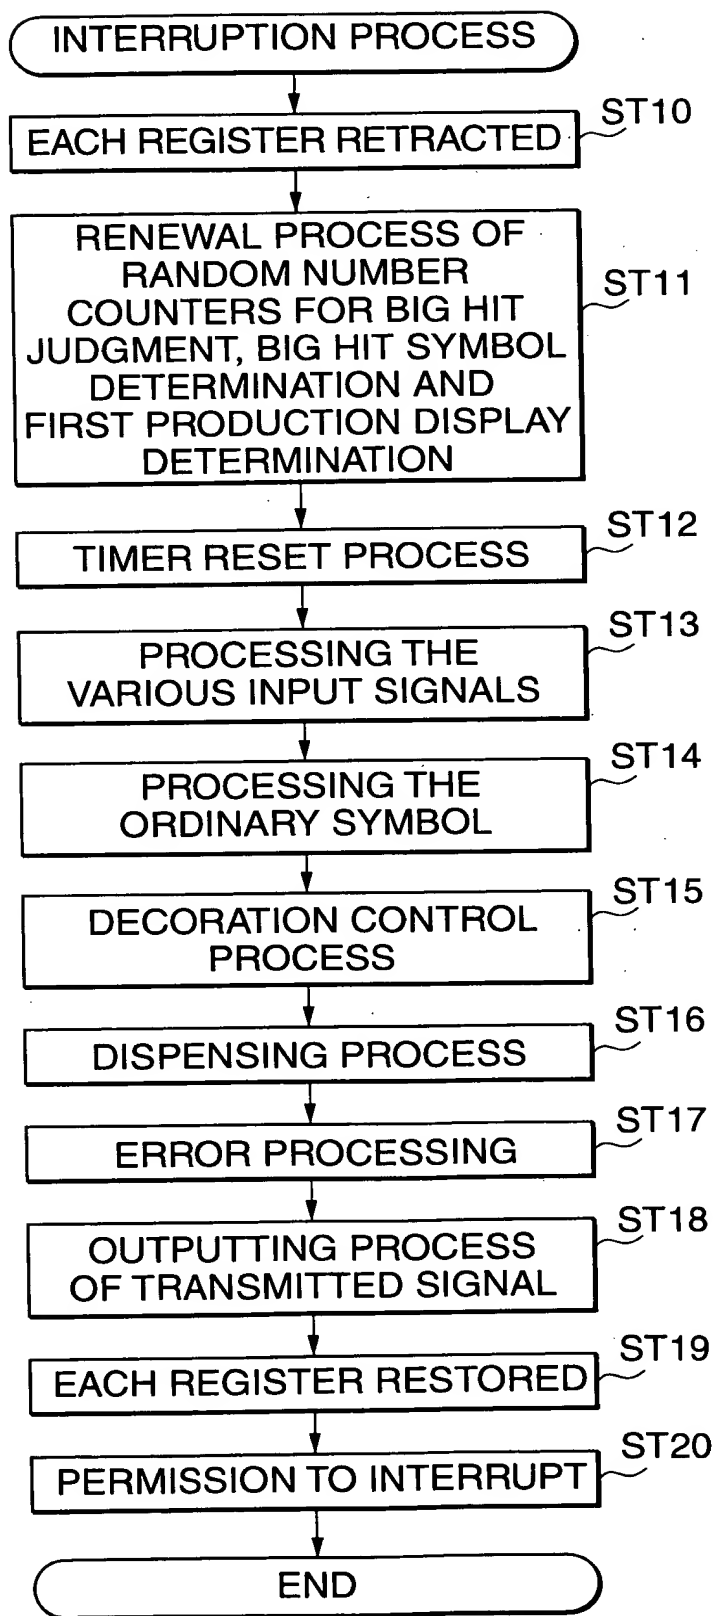 INTERRUPTION PROCESS
EACH REGISTER RETRACTED
ST10
RENEWAL PROCESS OF
RANDOM NUMBER
COUNTERS FOR BIG HIT
JUDGMENT, BIG HIT SYMBOL
DETERMINATION AND
FIRST PRODUCTION DISPLAY
DETERMINATION
ST11
TIMER RESET PROCESS
ST12
PROCESSING THE
VARIOUS INPUT SIGNALS
ST13
PROCESSING THE
ORDINARY SYMBOL
ST14
DECORATION CONTROL
PROCESS
ST15
DISPENSING PROCESS
ST16
ERROR PROCESSING
ST17
OUTPUTTING PROCESS
OF TRANSMITTED SIGNAL
ST18
EACH REGISTER RESTORED
ST19
PERMISSION TO INTERRUPT
ST20
END